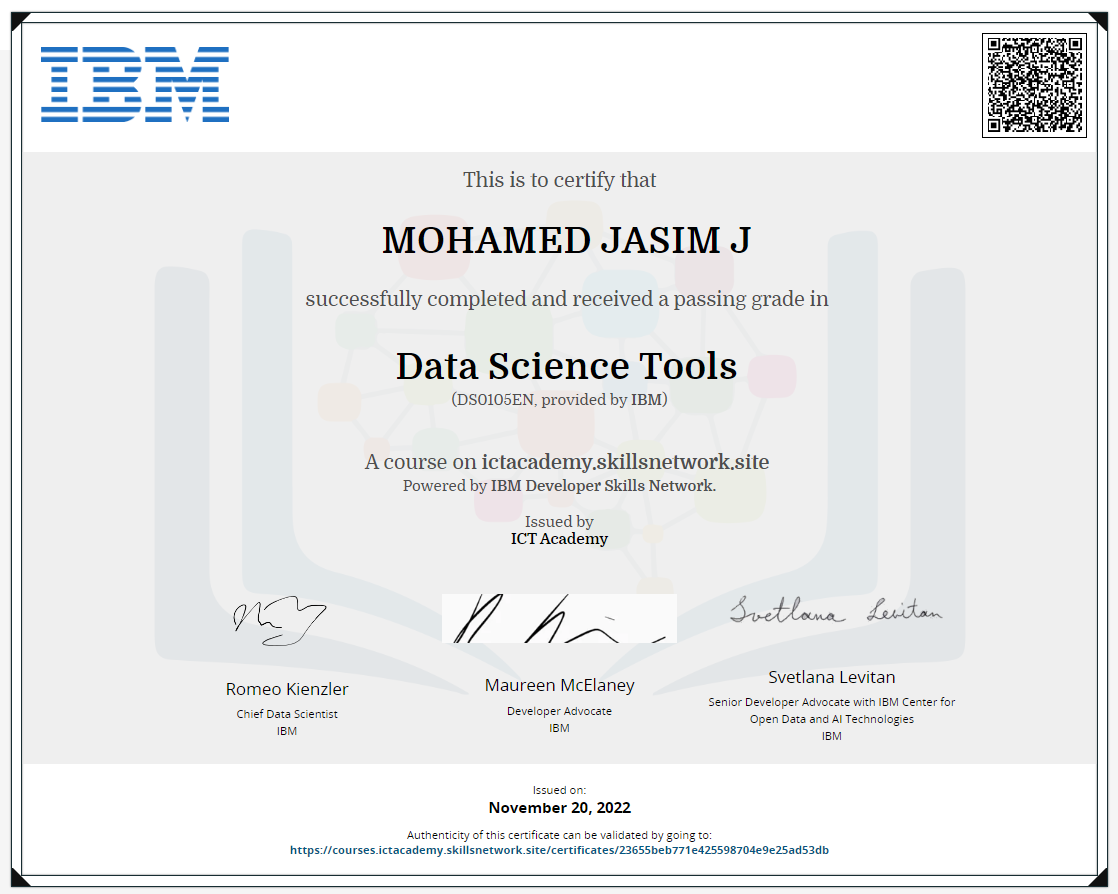 IBM
This is to certify that
MOHAMED JASIM J
successfully completed and received a passing grade in
Data Science Tools
(DS0105EN, provided by IBM)
A course on ictacademy.skillsnetwork.site
Powered by IBM Developer Skills Network.
Issued by
ICT Academy
Svetlana Levitan
Romeo Kienzler
Chief Data Scientist
IBM
Maureen McElaney
Developer Advocate
IBM
Svetlana Levitan
Senior Developer Advocate with IBM Center for
Open Data and AI Technologies
IBM
Issued on:
November 20, 2022
Authenticity of this certificate can be validated by going to:
https://courses.ictacademy.skillsnetwork.site/certificates/23655beb771e425598704e9e25ad53db